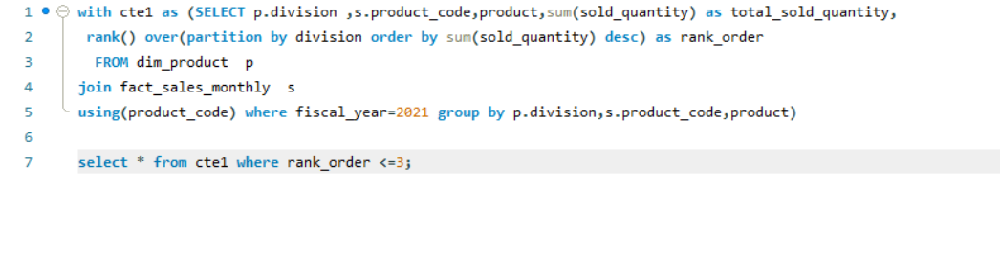 1 with cte1 as (SELECT p.division ,s.product_code,product,sum(sold_quantity) as total_sold_quantity,
2 rank() over(partition by division order by sum(sold_quantity) desc) as rank_order
3 FROM dim_product  p
4 join fact_sales_monthly  s
5 using(product_code) where fiscal_year=2021 group by p.division,s.product_code,product)
6
7 select * from cte1 where rank_order <=3;